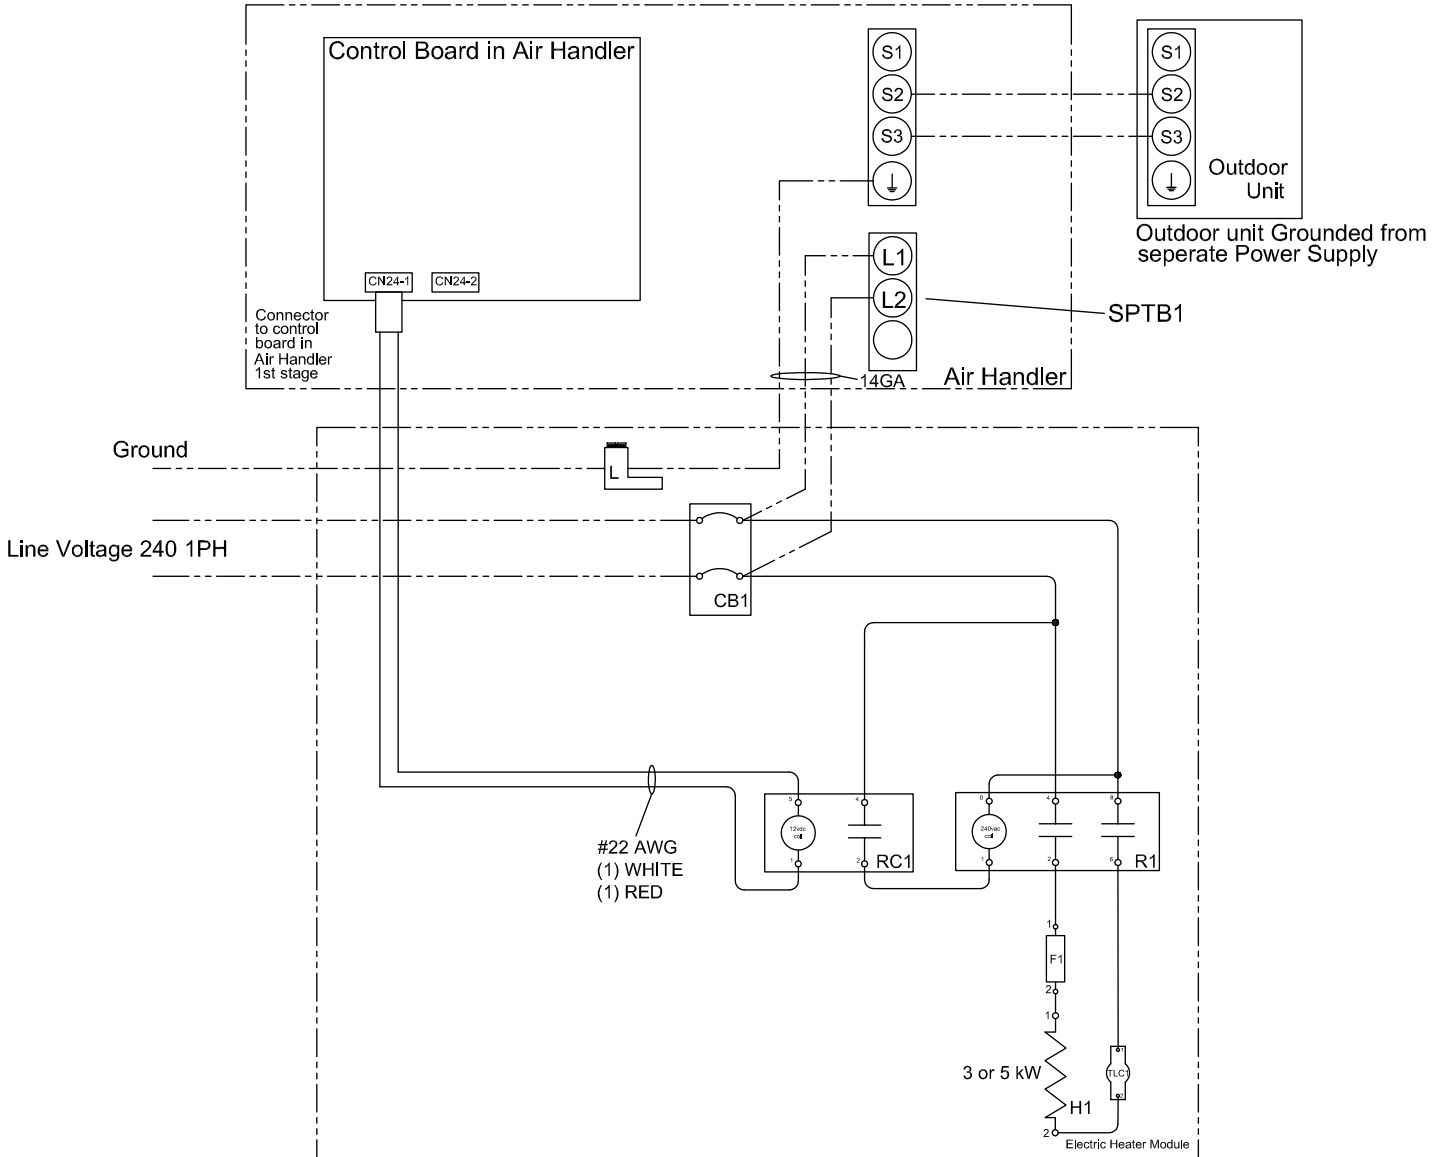 Control Board in Air Handler
CN24-1
CN24-2
Connector
to control
board in
Air Handler
1st stage
S1
S2
S3
L1
L2
SPTB1
14GA
Air Handler
S1
S2
S3
Outdoor
Unit
Outdoor unit Grounded from
seperate Power Supply
Ground
L
Line Voltage 240 1PH
CB1
#22 AWG
(1) WHITE
(1) RED
5
4
12vdc
coil
1
2
RC1
0
4
8
240vac
coil
1
2
6
R1
1
F1
2
1
3 or 5 kW
H1
2
1
TLC1
2
Electric Heater Module